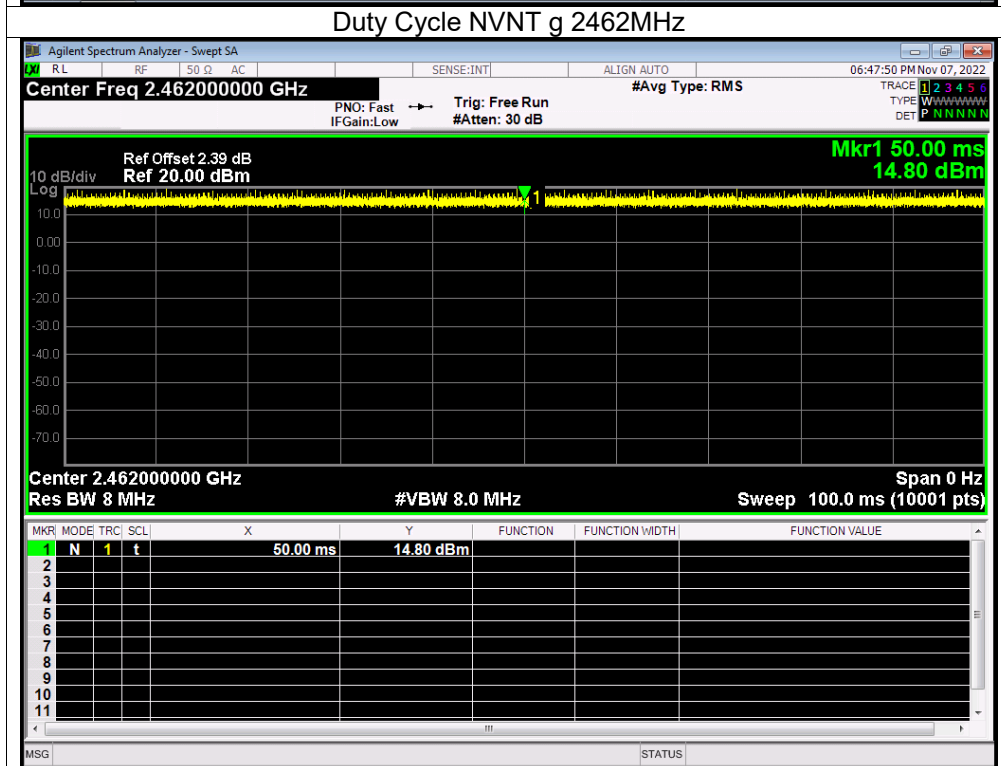 Duty Cycle NVNT g 2462MHz
Agilent Spectrum Analyzer - Swept SA
LXI RL RF 50 Ω AC SENSE:INT ALIGN AUTO 06:47:50 PM Nov 07, 2022
Center Freq 2.462000000 GHz #Avg Type: RMS TRACE 1 2 3 4 5 6
PNO: Fast Trig: Free Run TYPE WWWWWW
IFGain:Low #Atten: 30 dB DET P N N N N N
Mkr1 50.00 ms
Ref Offset 2.39 dB
10 dB/div Ref 20.00 dBm 14.80 dBm
Log
1
10.0
0.00
-10.0
-20.0
-30.0
-40.0
-50.0
-60.0
-70.0
Center 2.462000000 GHz Span 0 Hz
Res BW 8 MHz #VBW 8.0 MHz Sweep 100.0 ms (10001 pts)
MKR MODE TRC SCL X Y FUNCTION FUNCTION WIDTH FUNCTION VALUE
1 N 1 t 50.00 ms 14.80 dBm
2
3
4
5
6
7
8
9
10
11
MSG STATUS